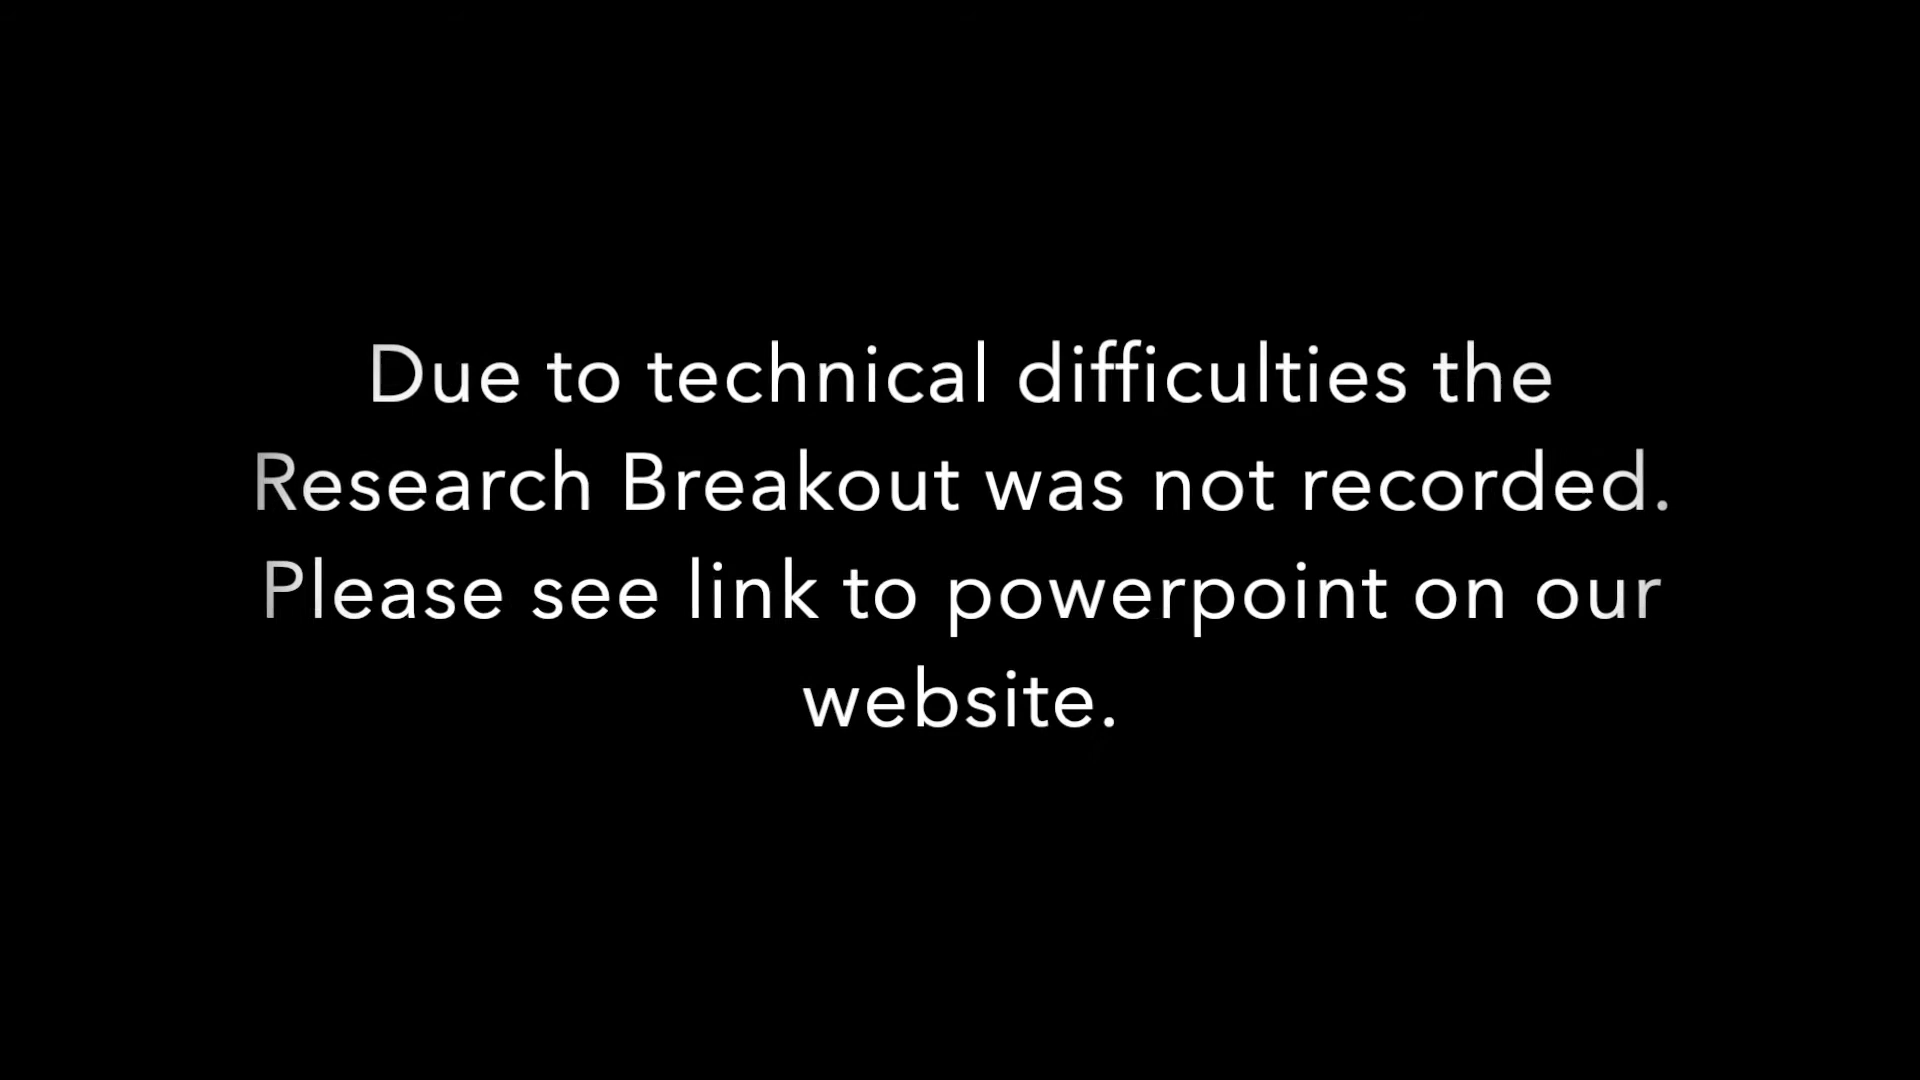 Due to technical difficulties the
Research Breakout was not recorded.
Please see link to powerpoint on our
website.